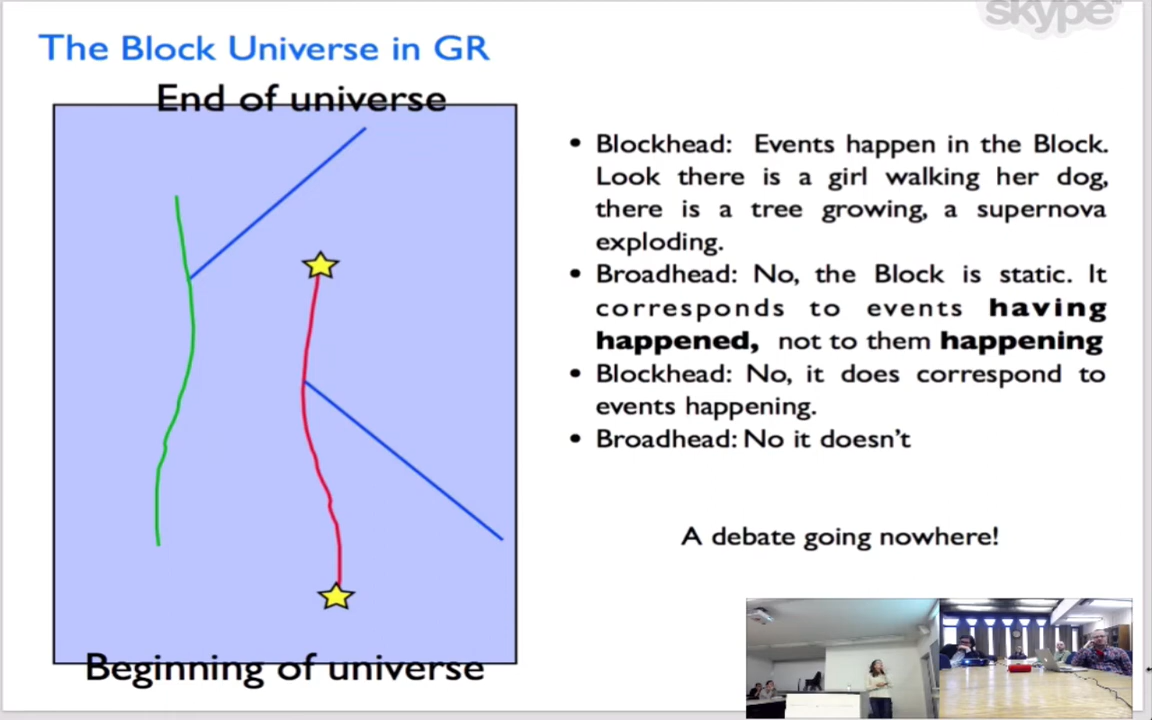 skype
The Block Universe in GR
End of universe
Beginning of universe
• Blockhead: Events happen in the Block.
Look there is a girl walking her dog,
there is a tree growing, a supernova
exploding.
• Broadhead: No, the Block is static. It
corresponds to events having
happened, not to them happening
• Blockhead: No, it does correspond to
events happening.
• Broadhead: No it doesn't
A debate going nowhere!